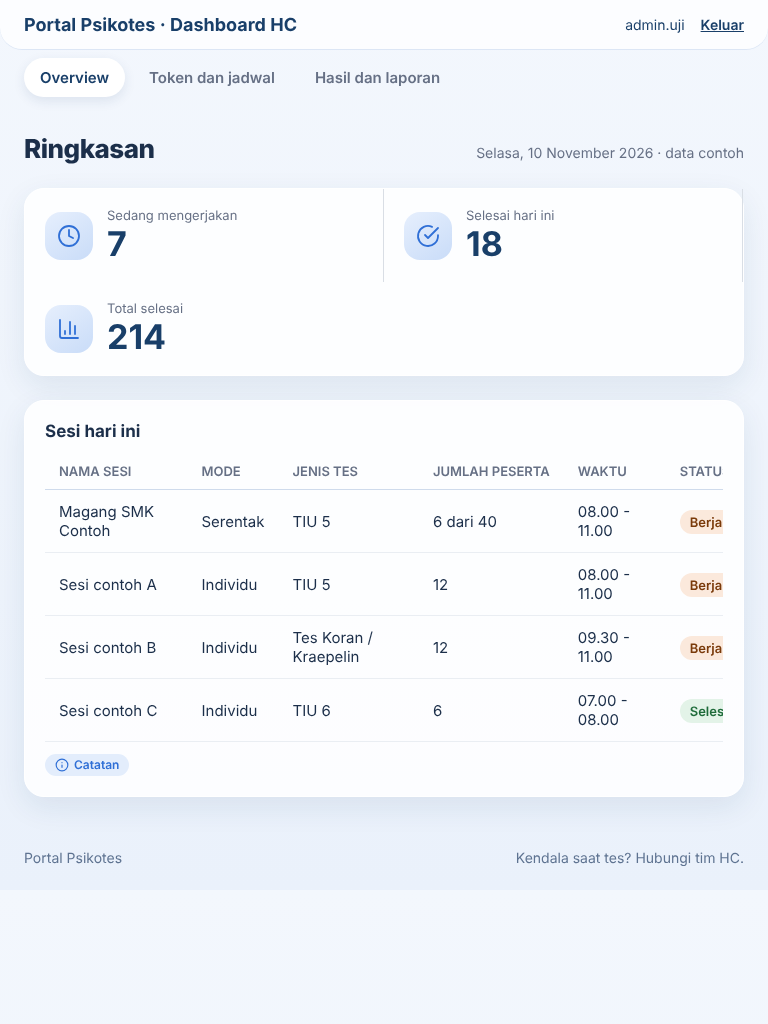 Portal Psikotes · Dashboard HC
admin.uji Keluar
Overview Token dan jadwal Hasil dan laporan
Ringkasan
Selasa, 10 November 2026 · data contoh
Sedang mengerjakan
7
Selesai hari ini
18
Total selesai
214
Sesi hari ini
NAMA SESI MODE JENIS TES JUMLAH PESERTA WAKTU STATU
Magang SMK
Contoh
Serentak
TIU 5
6 dari 40
08.00 -
11.00
Berja
Sesi contoh A
Individu
TIU 5
12
08.00 -
11.00
Berja
Sesi contoh B
Individu
Tes Koran /
Kraepelin
12
09.30 -
11.00
Berja
Sesi contoh C
Individu
TIU 6
6
07.00 -
08.00
Seles
Catatan
Portal Psikotes
Kendala saat tes? Hubungi tim HC.